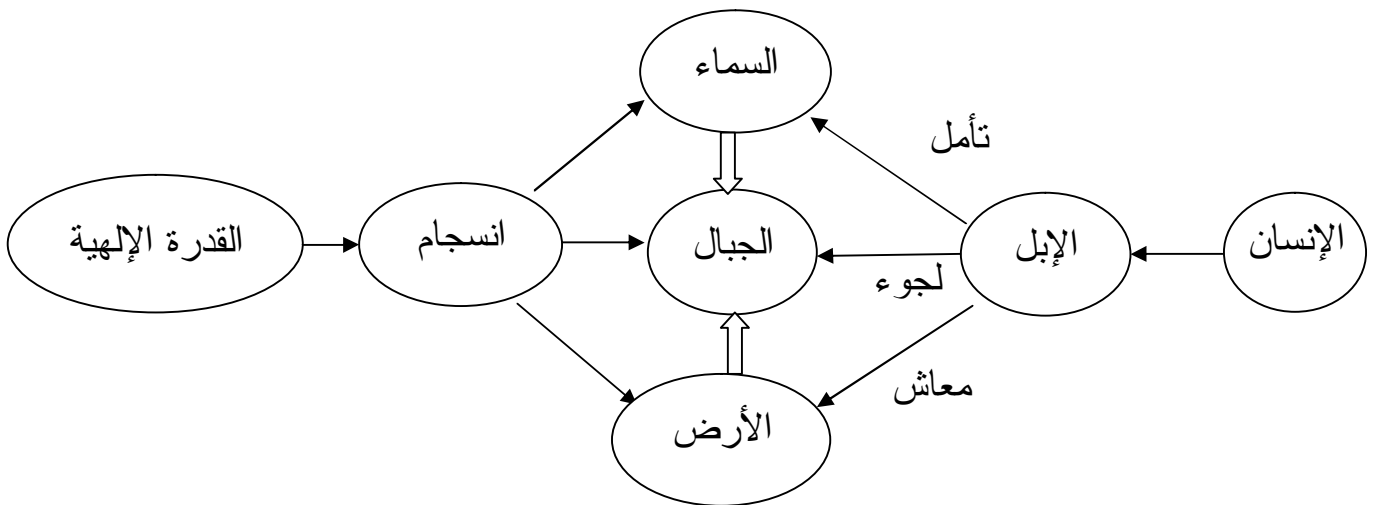 السماء
تأمل
الإنسان
الإبل
الجبال
انسجام
القدرة الإلهية
لجوء
معاش
الأرض